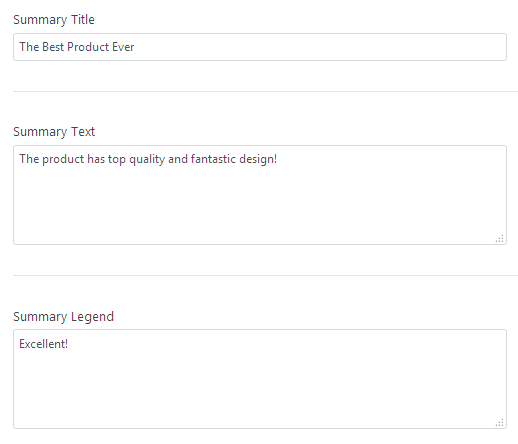 Summary Title
The Best Product Ever
Summary Text
The product has top quality and fantastic design!
Summary Legend
Excellent!